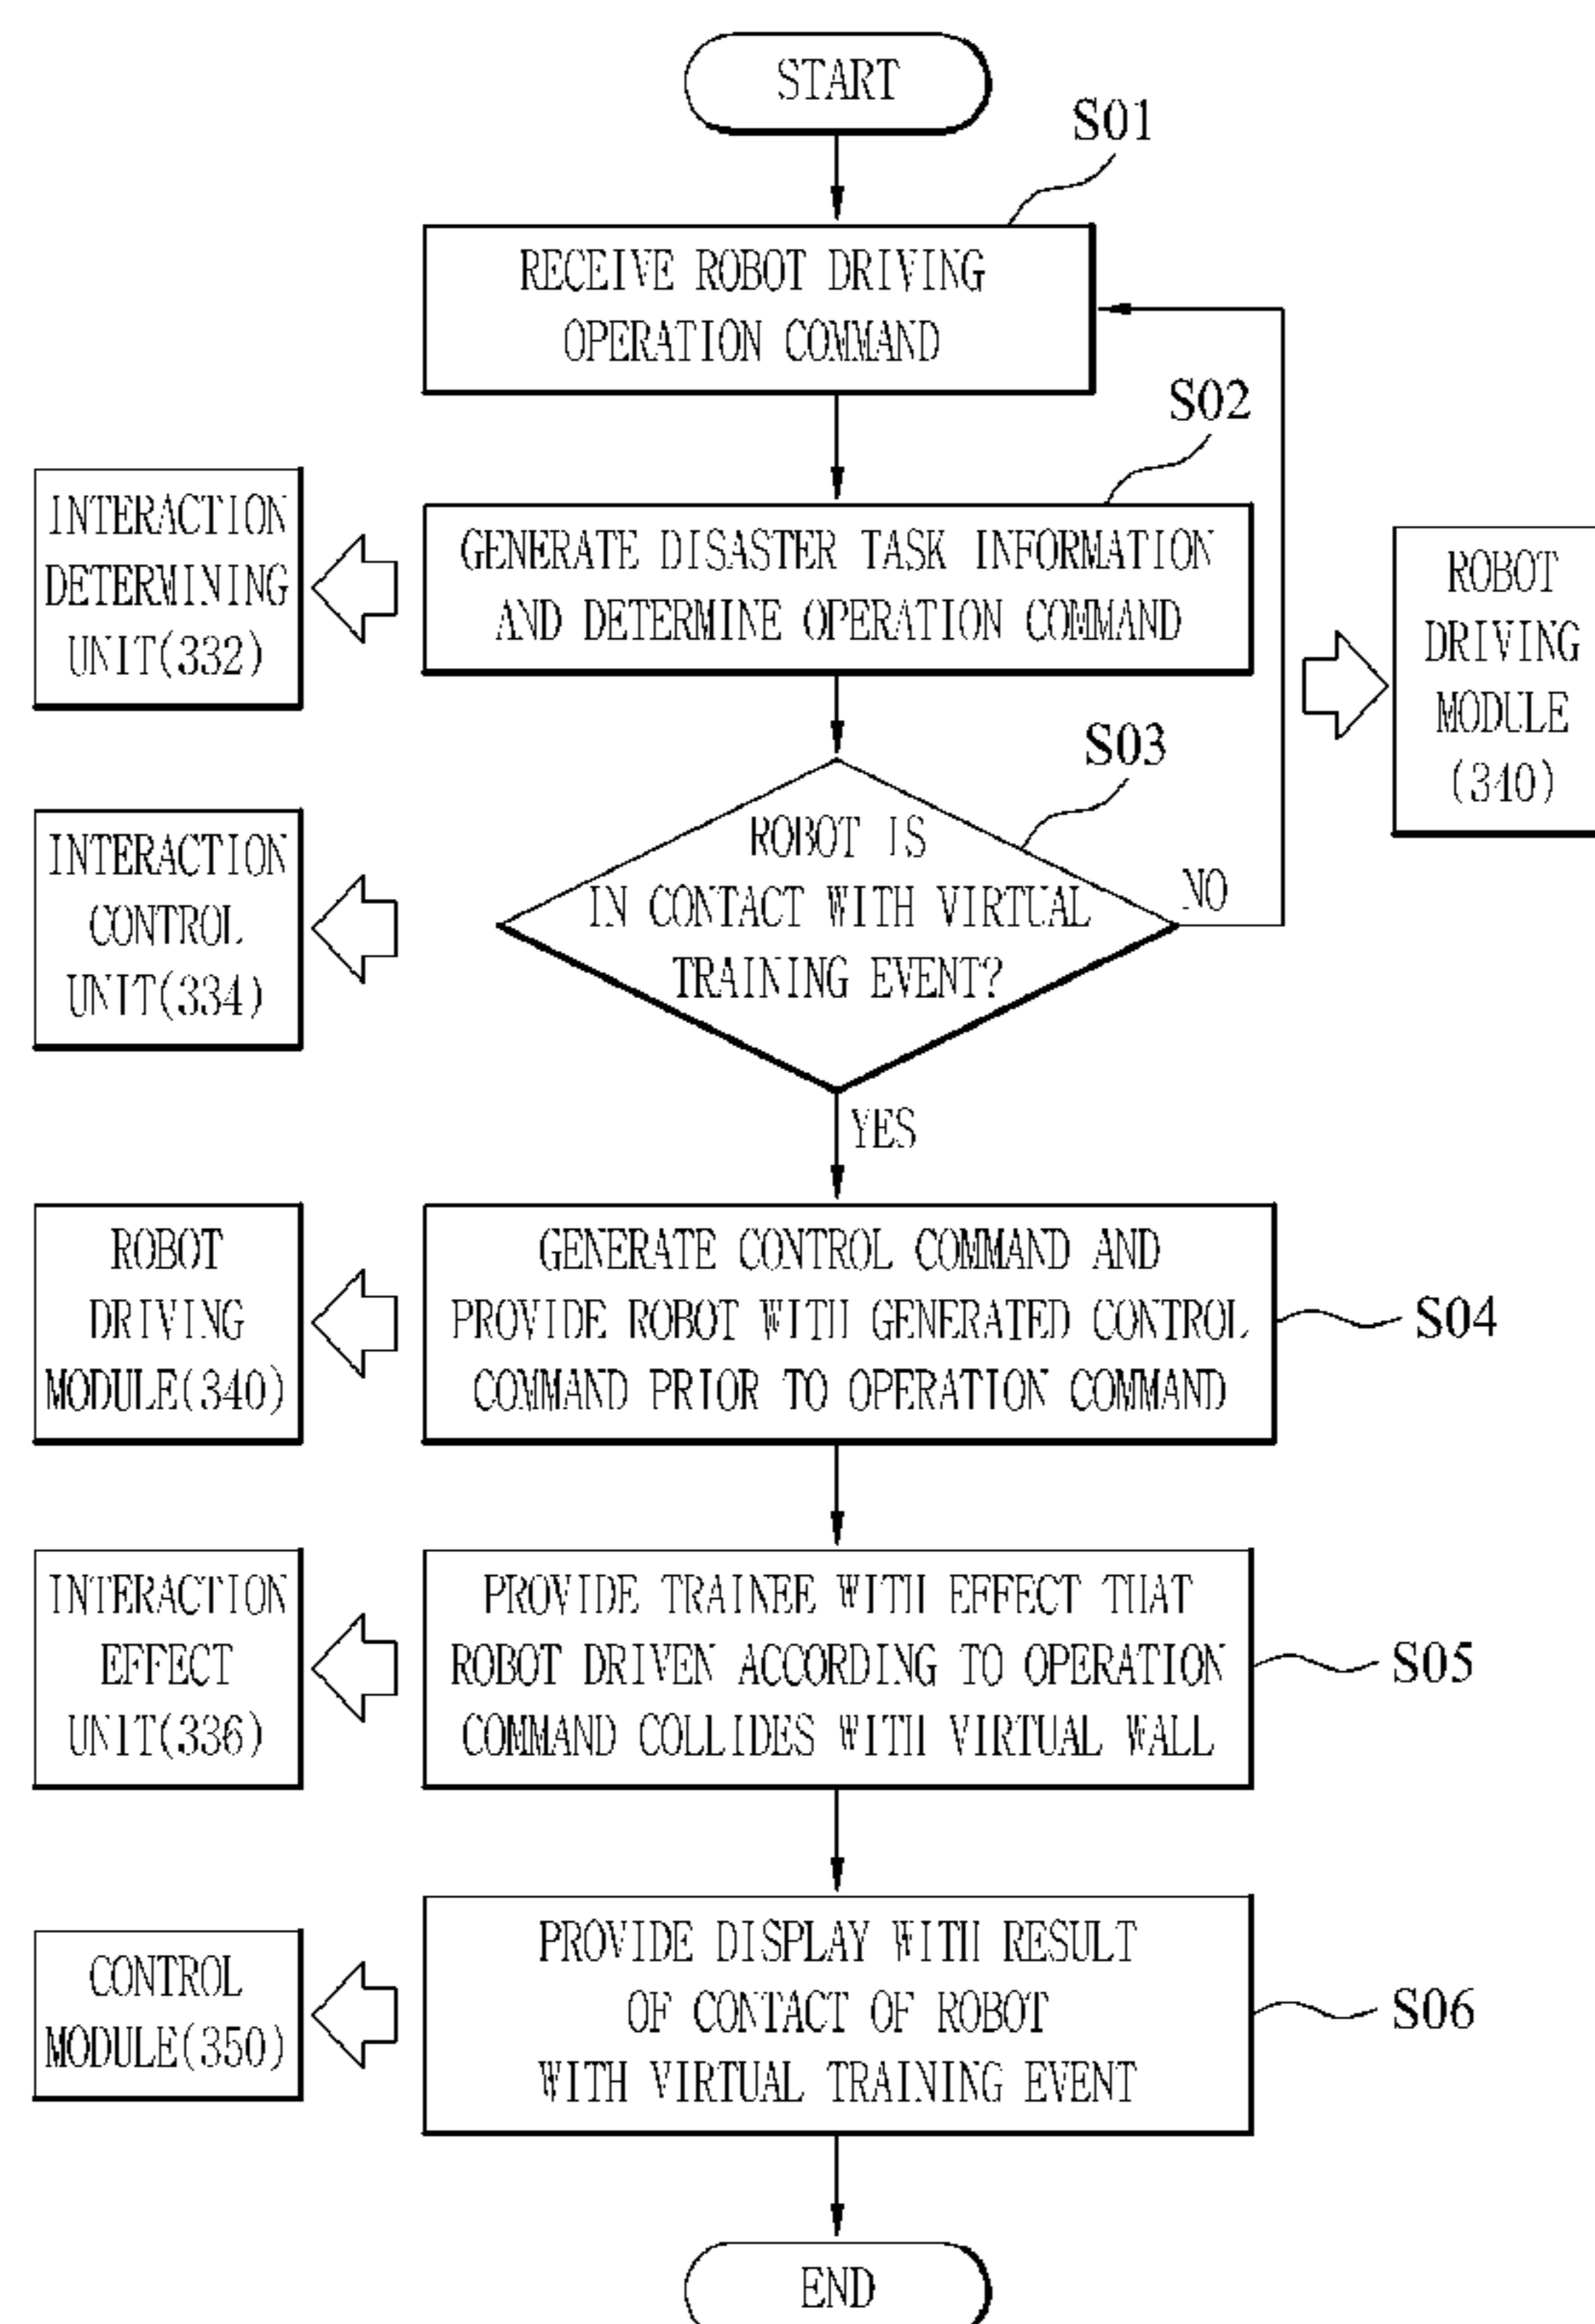 START
S01
RECEIVE ROBOT DRIVING
OPERATION COMMAND
S02
INTERACTION
DETERMINING
UNIT(332)
GENERATE DISASTER TASK INFORMATION
AND DETERMINE OPERATION COMMAND
ROBOT
DRIVING
MODULE
(340)
S03
INTERACTION
CONTROL
UNIT(334)
ROBOT IS
IN CONTACT WITH VIRTUAL
TRAINING EVENT?
NO
YES
ROBOT
DRIVING
MODULE(340)
GENERATE CONTROL COMMAND AND
PROVIDE ROBOT WITH GENERATED CONTROL
COMMAND PRIOR TO OPERATION COMMAND
S04
INTERACTION
EFFECT
UNIT(336)
PROVIDE TRAINEE WITH EFFECT THAT
ROBOT DRIVEN ACCORDING TO OPERATION
COMMAND COLLIDES WITH VIRTUAL WALL
S05
CONTROL
MODULE(350)
PROVIDE DISPLAY WITH RESULT
OF CONTACT OF ROBOT
WITH VIRTUAL TRAINING EVENT
S06
END